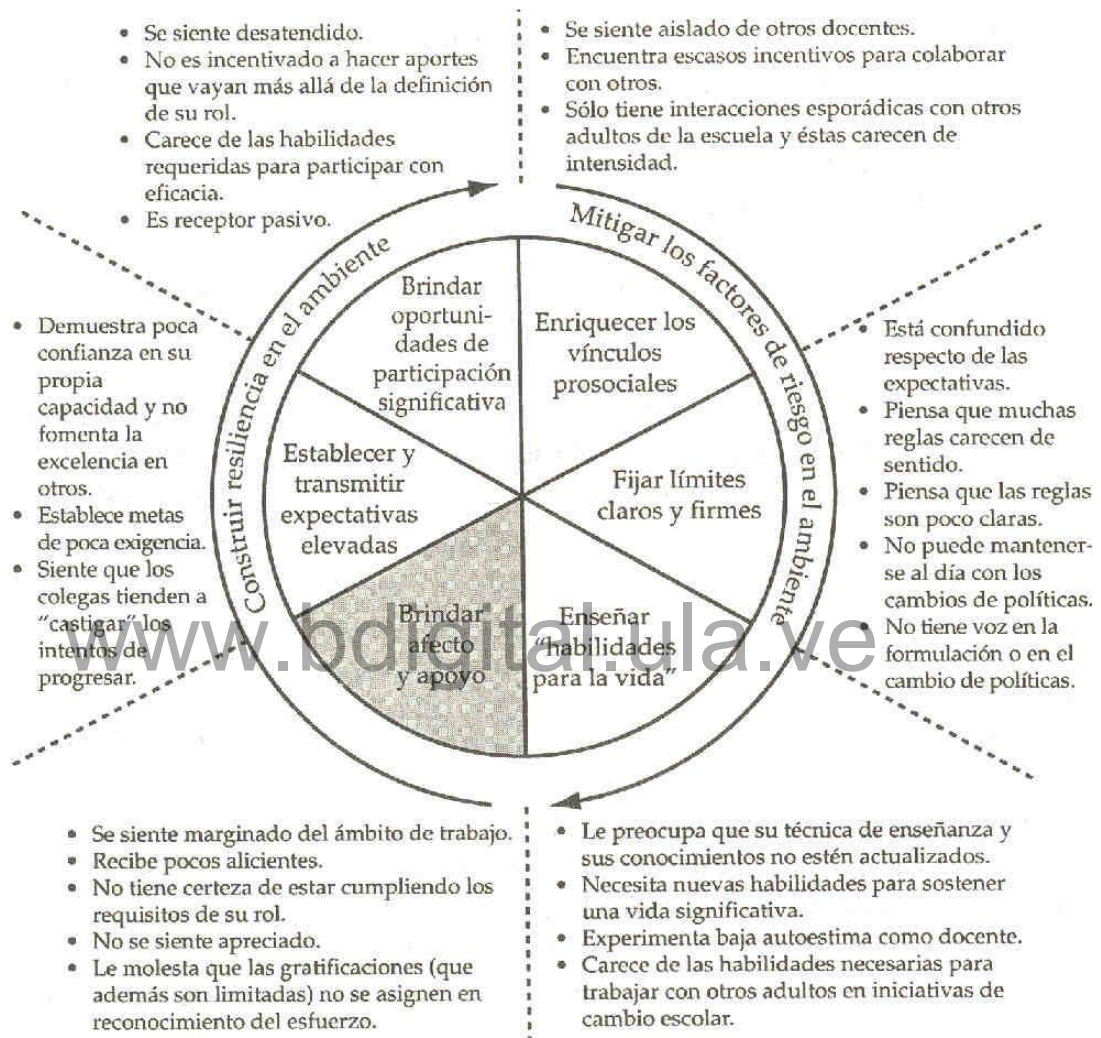 • Se siente desatendido.
• No es incentivado a hacer aportes
que vayan más allá de la definición
de su rol.
• Carece de las habilidades
requeridas para participar con
eficacia.
• Es receptor pasivo.
• Se siente aislado de otros docentes.
• Encuentra escasos incentivos para colaborar
con otros.
• Sólo tiene interacciones esporádicas con otros
adultos de la escuela y éstas carecen de
intensidad.
Construir resiliencia en el ambiente
Mitigar los factores de riesgo en el ambiente
Brindar
oportuni-
dades de
participación
significativa
Enriquecer los
vínculos
prosociales
• Demuestra poca
confianza en su
propia
capacidad y no
fomenta la
excelencia en
otros.
• Establece metas
de poca exigencia.
• Siente que los
colegas tienden a
"castigar" los
intentos de
progresar.
Establecer y
transmitir
expectativas
elevadas
Fijar límites
claros y firmes
• Está confundido
respecto de las
expectativas.
• Piensa que muchas
reglas carecen de
sentido.
• Piensa que las reglas
son poco claras.
• No puede mantener-
se al día con los
cambios de políticas.
• No tiene voz en la
formulación o en el
cambio de políticas.
Brindar
afecto
y apoyo
Enseñar
"habilidades
para la vida"
www.bdigital.ula.ve
• Se siente marginado del ámbito de trabajo.
• Recibe pocos alicientes.
• No tiene certeza de estar cumpliendo los
requisitos de su rol.
• No se siente apreciado.
• Le molesta que las gratificaciones (que
además son limitadas) no se asignen en
reconocimiento del esfuerzo.
• Le preocupa que su técnica de enseñanza y
sus conocimientos no estén actualizados.
• Necesita nuevas habilidades para sostener
una vida significativa.
• Experimenta baja autoestima como docente.
• Carece de las habilidades necesarias para
trabajar con otros adultos en iniciativas de
cambio escolar.